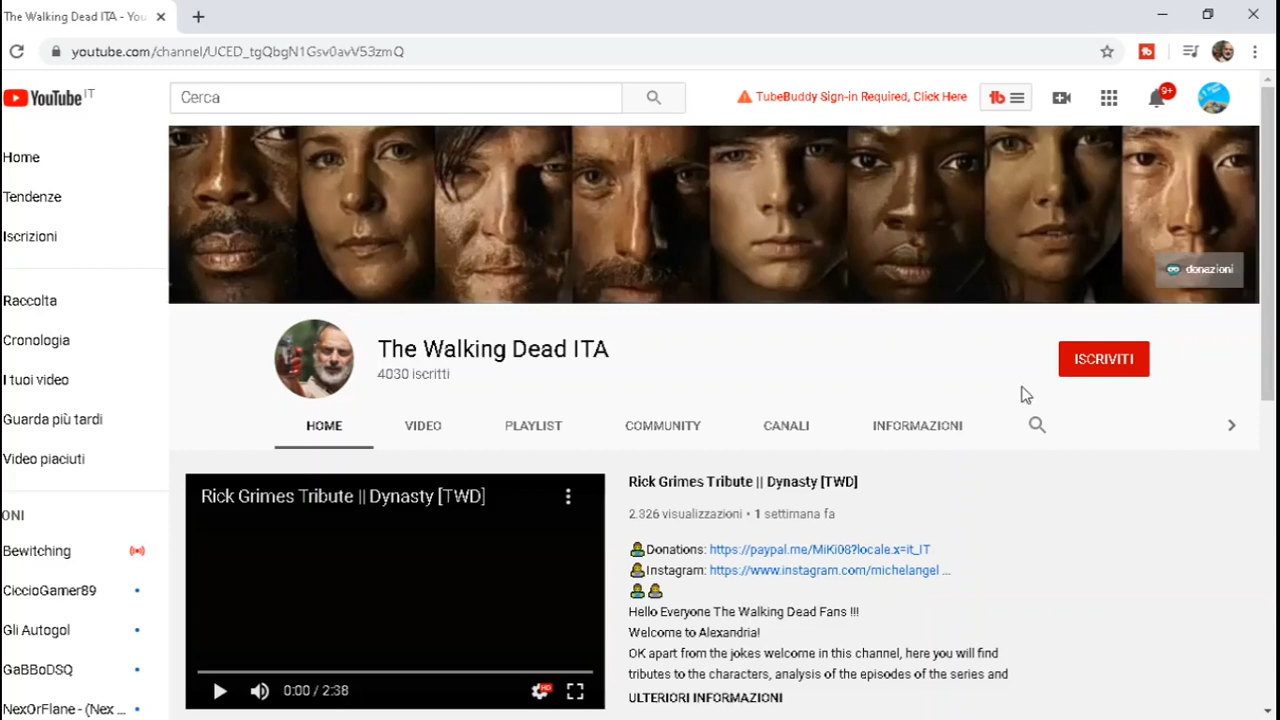 The Walking Dead ITA - You
youtube.com/channel/UCED_tgQbgN1Gsv0avV53zmQ
YouTube IT
Cerca
TubeBuddy Sign-in Required, Click Here
tb
9+
Home
Tendenze
Iscrizioni
Raccolta
Cronologia
I tuoi video
Guarda più tardi
Video piaciuti
ONI
Bewitching
CiccioGamer89
Gli Autogol
GaBBoDSQ
NexOrFlane - (Nex ...
donazioni
The Walking Dead ITA
4030 iscritti
ISCRIVITI
HOME VIDEO PLAYLIST COMMUNITY CANALI INFORMAZIONI
Rick Grimes Tribute || Dynasty [TWD]
0:00 / 2:38
HD
Rick Grimes Tribute || Dynasty [TWD]
2.326 visualizzazioni • 1 settimana fa
Donations: https://paypal.me/MiKi08?locale.x=it_IT
Instagram: https://www.instagram.com/michelangel ...
Hello Everyone The Walking Dead Fans !!!
Welcome to Alexandria!
OK apart from the jokes welcome in this channel, here you will find
tributes to the characters, analysis of the episodes of the series and
ULTERIORI INFORMAZIONI